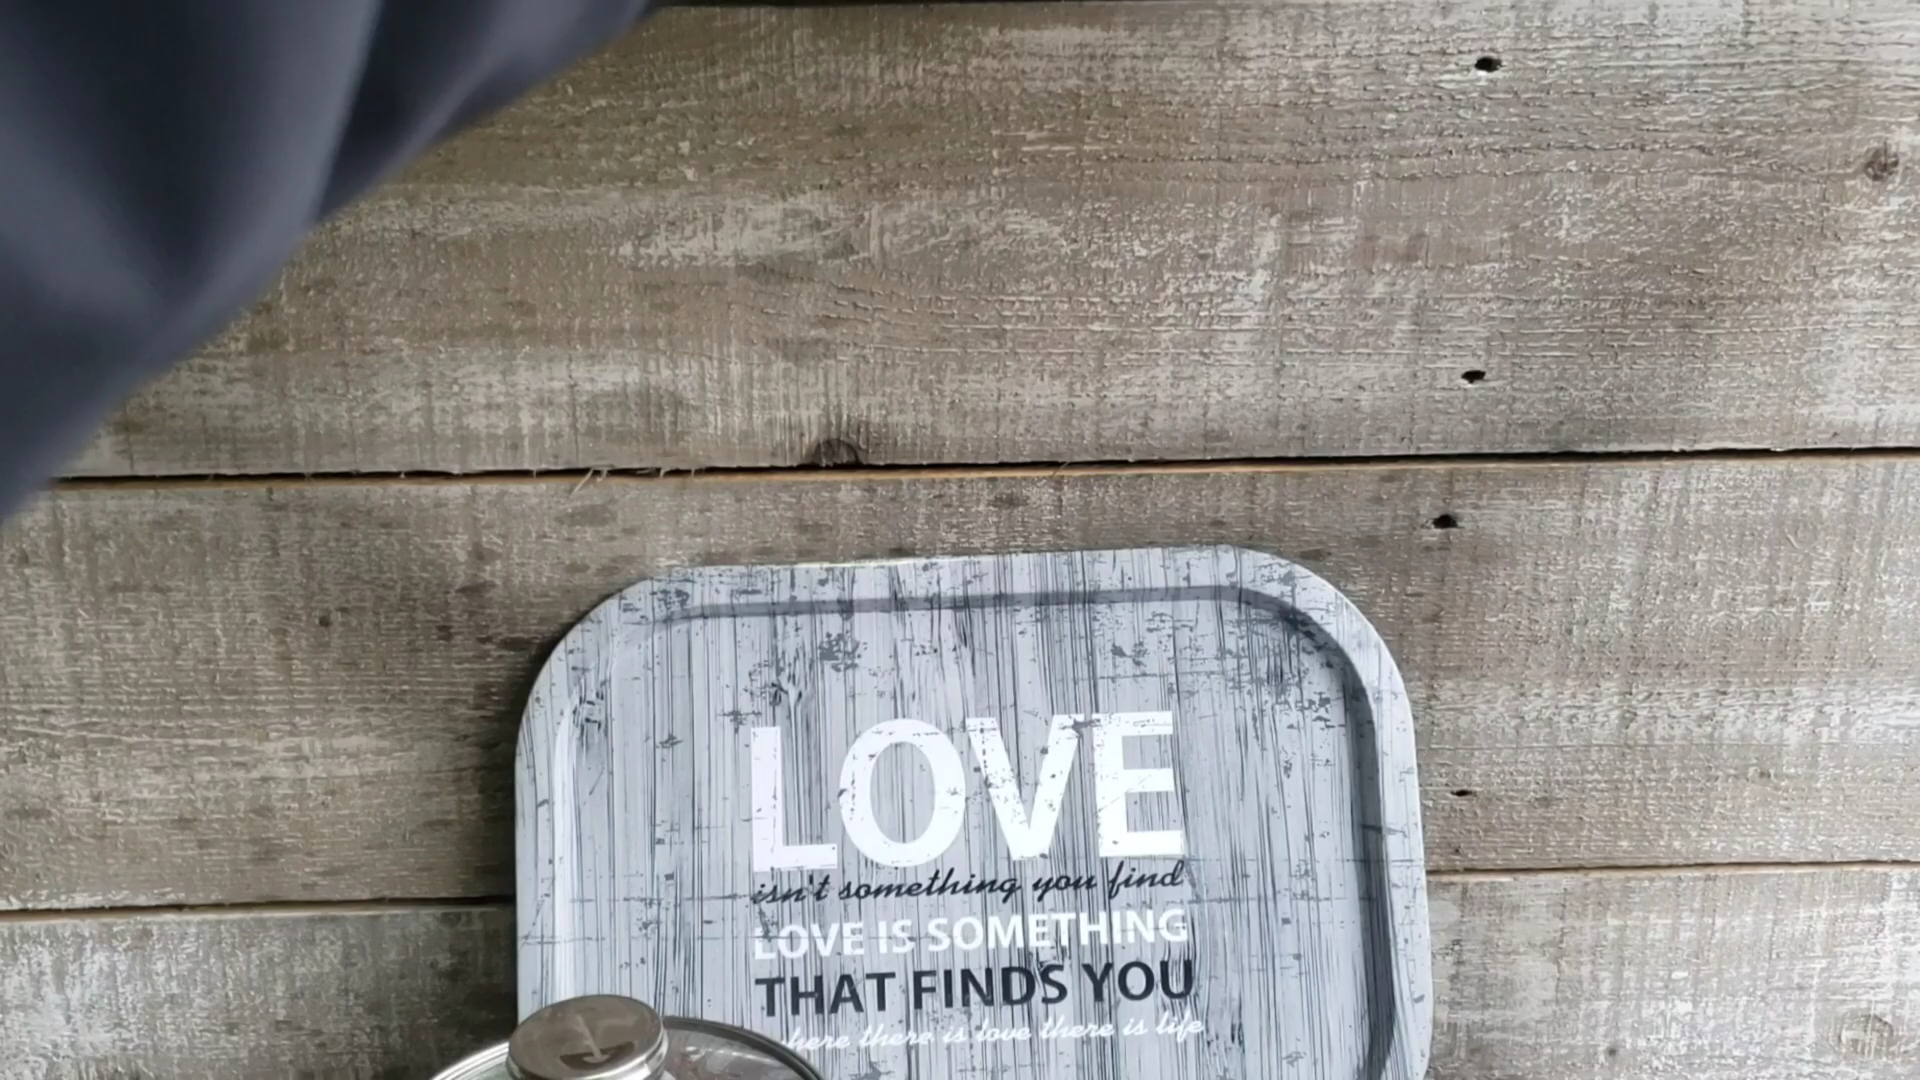 LOVE
isn't something you find
LOVE IS SOMETHING
THAT FINDS YOU
there is love there is life